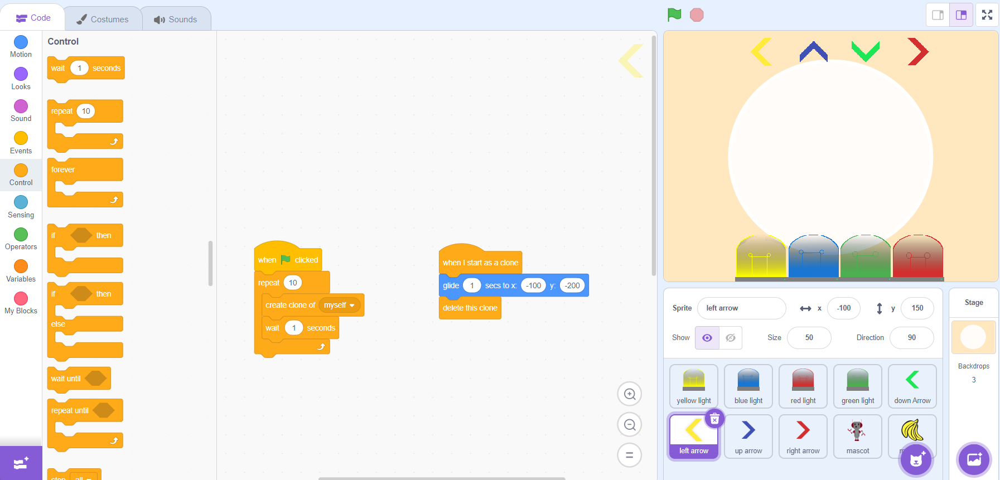 Code
Costumes
Sounds
Motion
Looks
Sound
Events
Control
Sensing
Operators
Variables
My Blocks
Control
wait 1 seconds
repeat 10
forever
if then
if then
else
wait until
repeat until
stop all
when clicked
repeat 10
create clone of myself
wait 1 seconds
when I start as a clone
glide 1 secs to x: -100 y: -200
delete this clone
Sprite left arrow x -100 y 150
Show Size 50 Direction 90
yellow light
blue light
red light
green light
down Arrow
left arrow
up arrow
right arrow
mascot
Stage
Backdrops
3